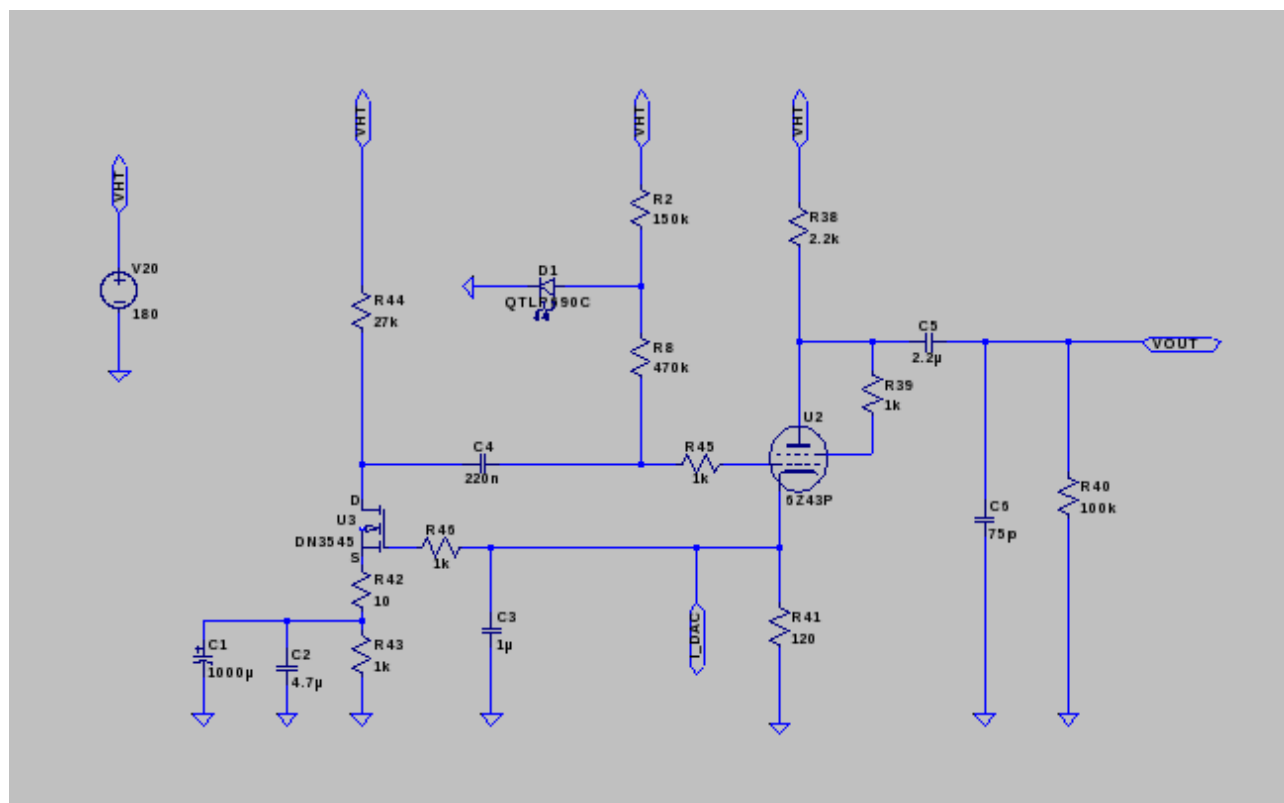 VHT
VHT
VHT
VHT
V20
180
R44
27k
R2
150k
R38
2.2k
D1
R8
470k
C5
2.2µ
VOUT
R39
1k
U2
6Z43P
C4
220n
R45
1k
D
U3
DN3545
S
R46
1k
R42
10
C6
75p
R40
100k
C1
1000µ
C2
4.7µ
R43
1k
C3
1µ
I_DAC
R41
120